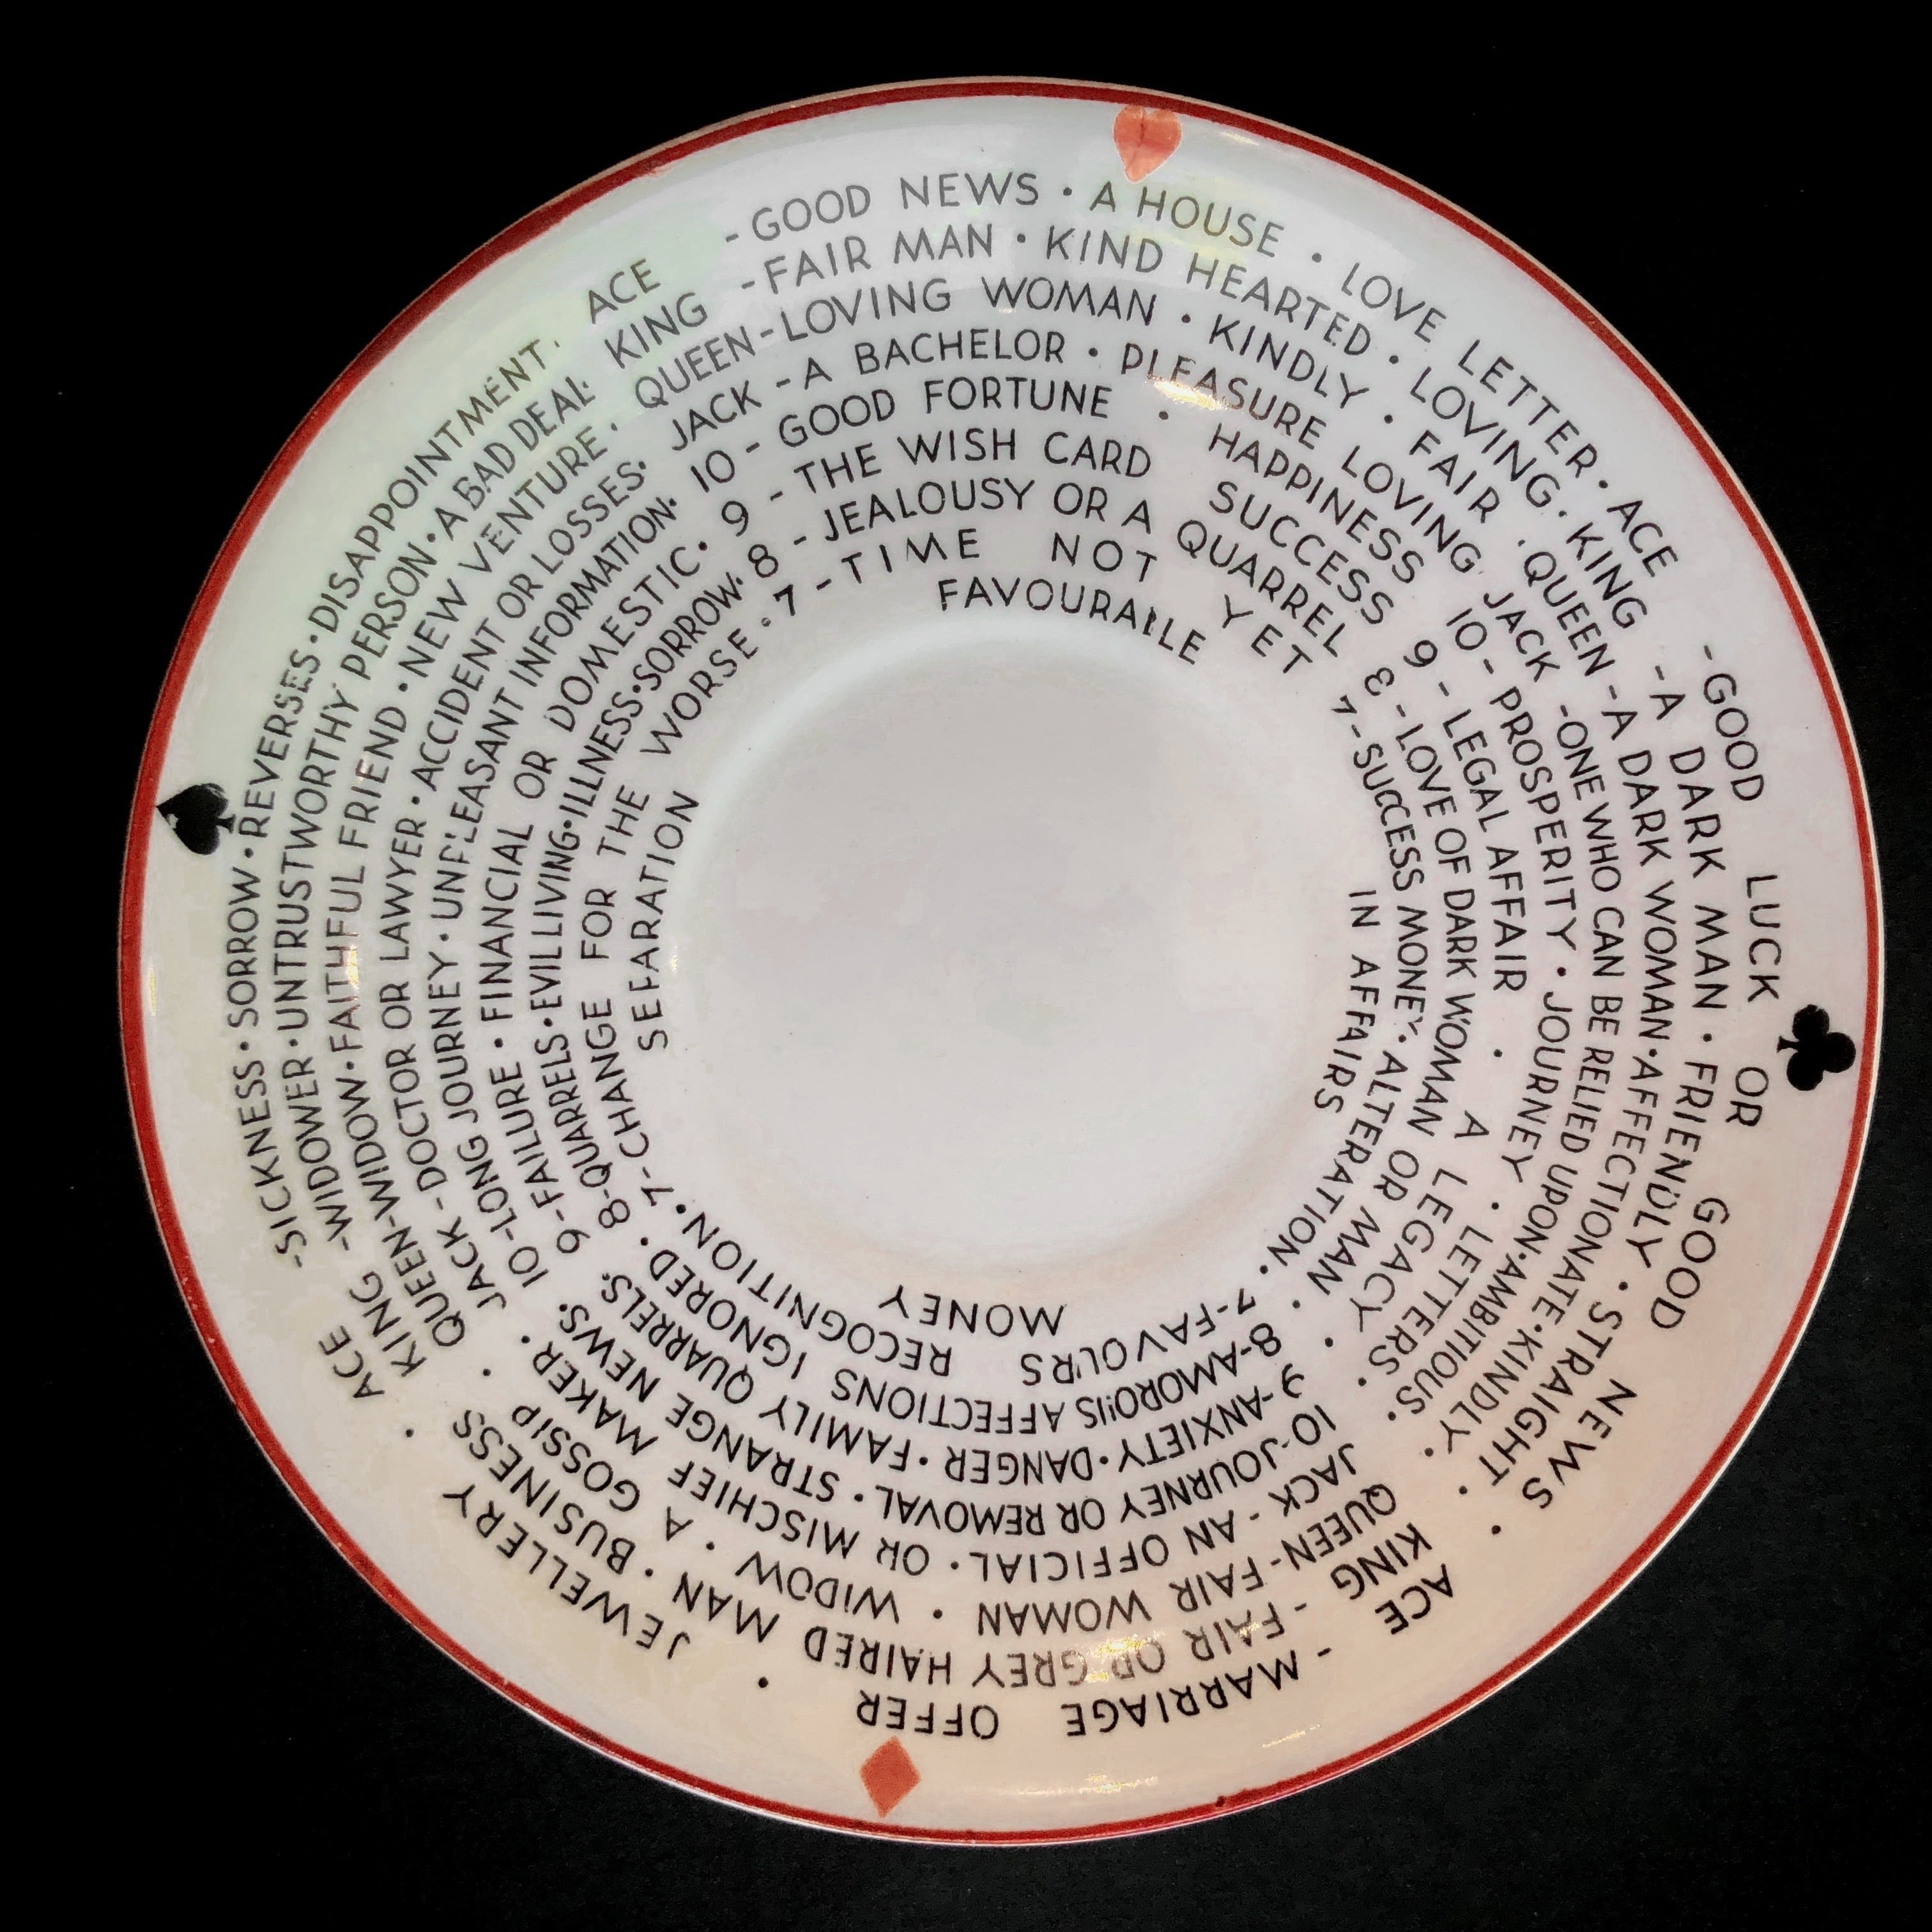 ACE - GOOD NEWS · A HOUSE · LOVE LETTER ·
KING - FAIR MAN · KIND HEARTED · LOVING ·
QUEEN - LOVING WOMAN · KINDLY · FAIR ·
JACK - A BACHELOR · PLEASURE LOVING
10 - GOOD FORTUNE · HAPPINESS
9 - THE WISH CARD SUCCESS
8 - JEALOUSY OR A QUARREL
7 - TIME NOT YET
FAVOURABLE
ACE - GOOD LUCK OR GOOD NEWS ·
KING - A DARK MAN · FRIENDLY · STRAIGHT ·
QUEEN - A DARK WOMAN · AFFECTIONATE · KINDLY ·
JACK - ONE WHO CAN BE RELIED UPON · AMBITIOUS ·
10 - PROSPERITY · JOURNEY · LETTERS ·
9 - LEGAL AFFAIR · A LEGACY ·
8 - LOVE OF DARK WOMAN OR MAN ·
7 - SUCCESS MONEY · ALTERATION ·
IN AFFAIRS
ACE - MARRIAGE OFFER · JEWELLERY ·
KING - FAIR OR GREY HAIRED MAN · BUSINESS ·
QUEEN - FAIR WOMAN · WIDOW · A GOSSIP
JACK - AN OFFICIAL · OR MISCHIEF MAKER ·
10 - JOURNEY OR REMOVAL · STRANGE NEWS ·
9 - ANXIETY · DANGER · FAMILY QUARRELS ·
8 - AMOROUS AFFECTIONS IGNORED ·
7 - FAVOURS RECOGNITION ·
MONEY
ACE - SICKNESS · SORROW · REVERSES · DISAPPOINTMENT ·
KING - WIDOWER · UNTRUSTWORTHY PERSON · A BAD DEAL ·
QUEEN - WIDOW · FAITHFUL FRIEND · NEW VENTURE ·
JACK - DOCTOR OR LAWYER · ACCIDENT OR LOSSES ·
10 - LONG JOURNEY · UNPLEASANT INFORMATION ·
9 - FAILURE · FINANCIAL OR DOMESTIC ·
8 - QUARRELS · EVIL LIVING · ILLNESS · SORROW ·
7 - CHANGE FOR THE WORSE ·
SEPARATION